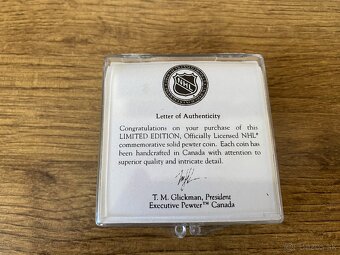 NHL
Letter of Authenticity
Congratulations on your purchase of this
LIMITED EDITION, Officially Licensed NHL®
commemorative solid pewter coin. Each coin has
been handcrafted in Canada with attention to
superior quality and intricate detail.
T. M. Glickman, President
Executive Pewter™ Canada